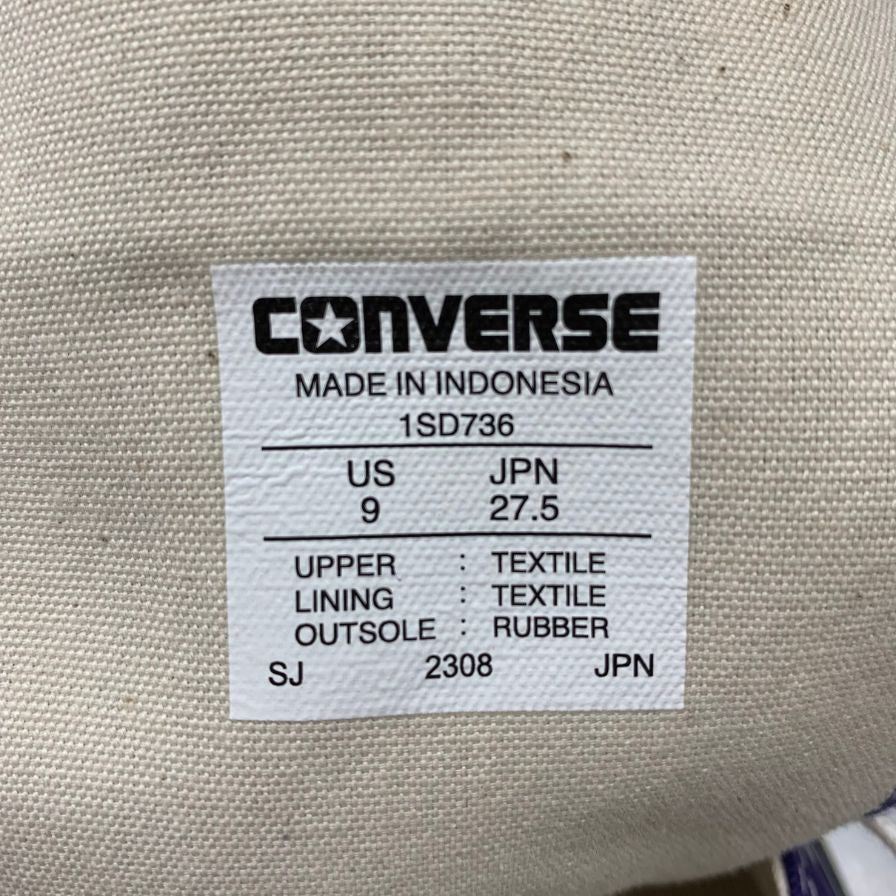 CONVERSE
MADE IN INDONESIA
1SD736
US JPN
9 27.5
UPPER : TEXTILE
LINING : TEXTILE
OUTSOLE : RUBBER
SJ 2308 JPN